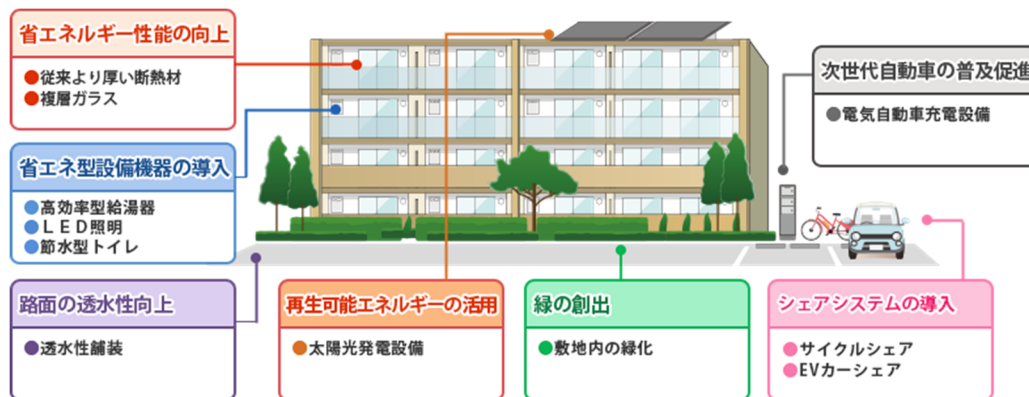 省エネルギー性能の向上
●従来より厚い断熱材
●複層ガラス
省エネ型設備機器の導入
●高効率型給湯器
●ＬＥＤ照明
●節水型トイレ
次世代自動車の普及促進
●電気自動車充電設備
路面の透水性向上
●透水性舗装
再生可能エネルギーの活用
●太陽光発電設備
緑の創出
●敷地内の緑化
シェアシステムの導入
●サイクルシェア
●EVカーシェア